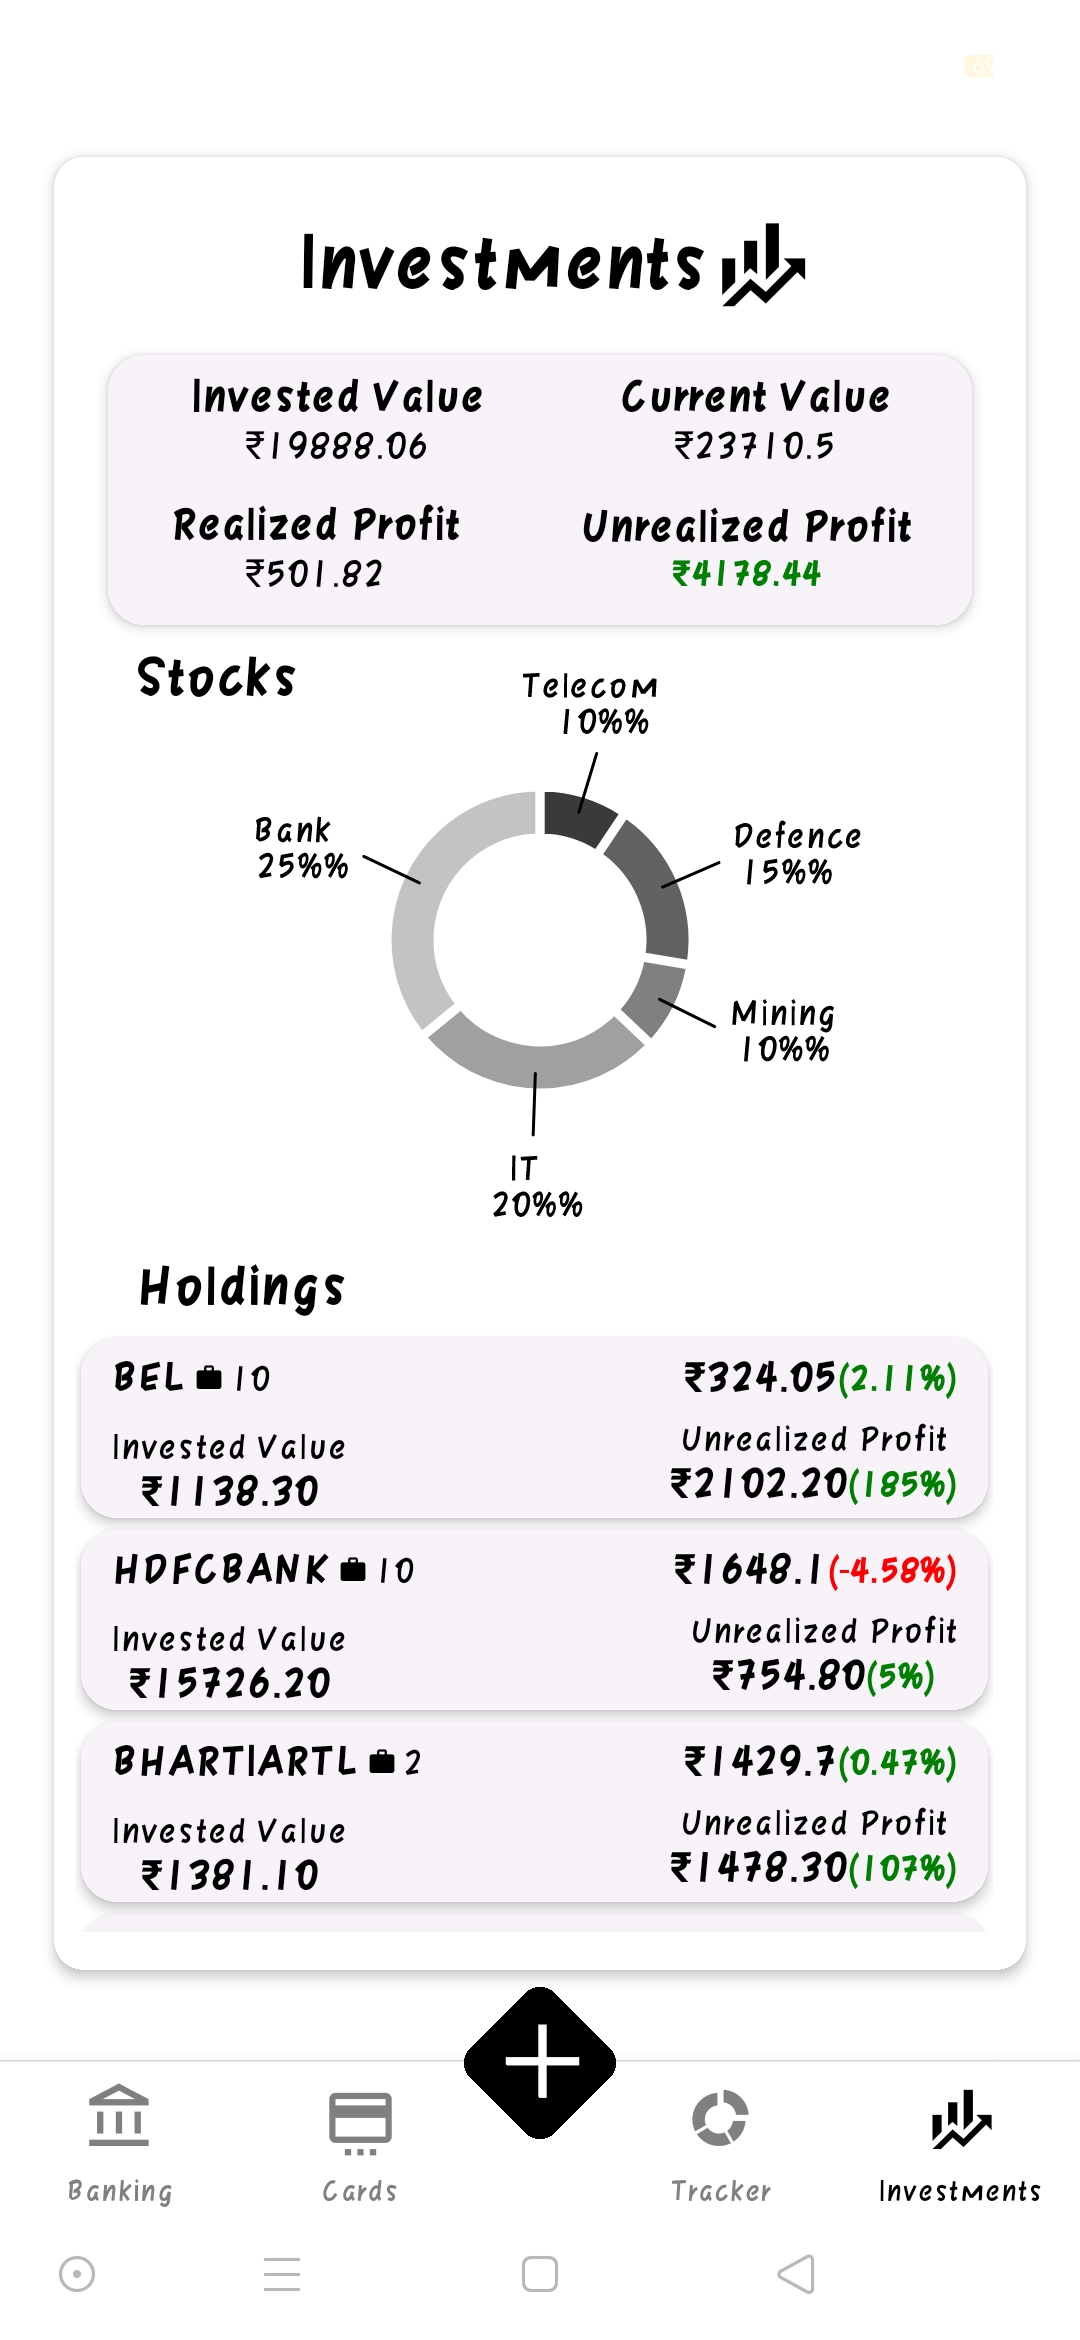 69
Investments
Invested Value
Current Value
₹19888.06
₹23710.5
Realized Profit
Unrealized Profit
₹501.82
₹4178.44
Stocks
Telecom
10%%
Bank
25%%
Defence
15%%
Mining
10%%
IT
20%%
Holdings
BEL 10
₹324.05(2.11%)
Invested Value
Unrealized Profit
₹1138.30
₹2102.20(185%)
HDFCBANK 10
₹1648.1(-4.58%)
Invested Value
Unrealized Profit
₹15726.20
₹754.80(5%)
BHARTIARTL 2
₹1429.7(0.47%)
Invested Value
Unrealized Profit
₹1381.10
₹1478.30(107%)
Banking
Cards
Tracker
Investments